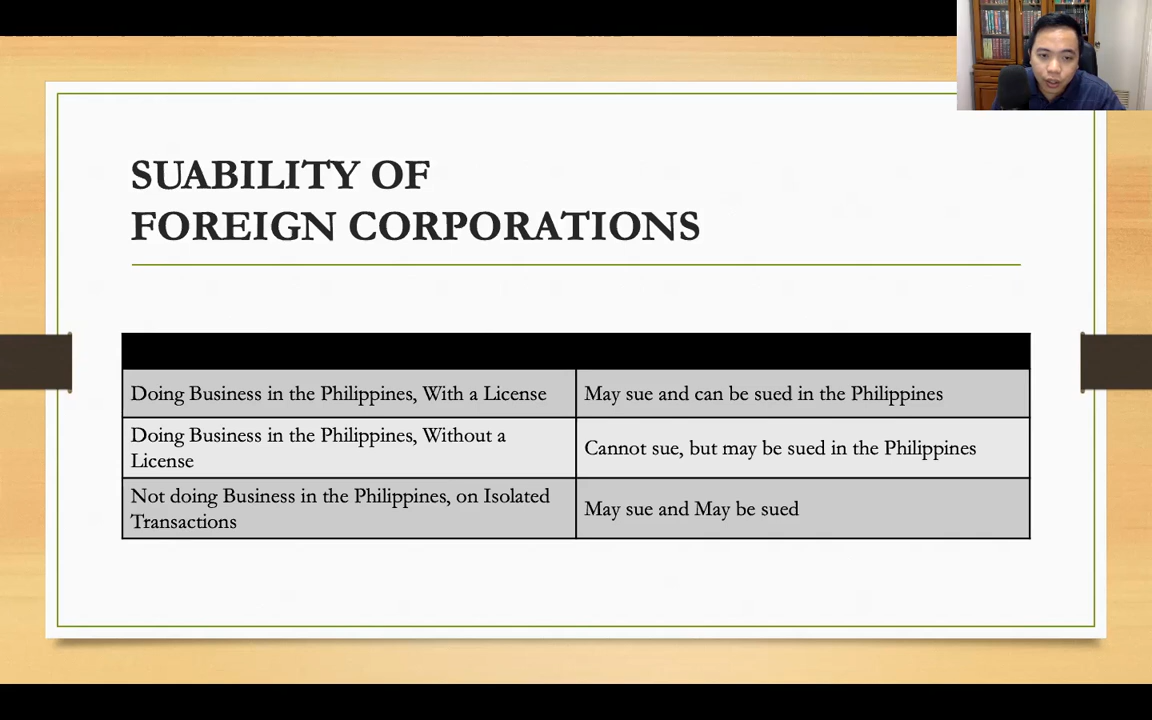 SUABILITY OF
FOREIGN CORPORATIONS
Doing Business in the Philippines, With a License
May sue and can be sued in the Philippines
Doing Business in the Philippines, Without a
License
Cannot sue, but may be sued in the Philippines
Not doing Business in the Philippines, on Isolated
Transactions
May sue and May be sued